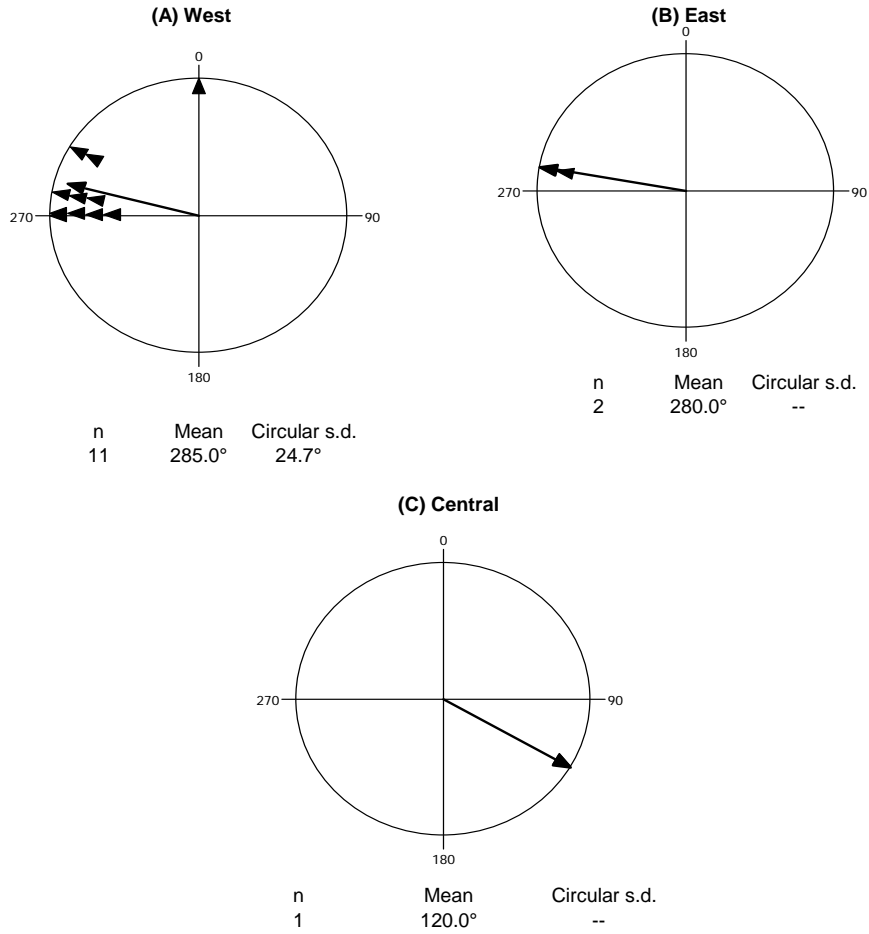 (A) West
0
270
90
180
n Mean Circular s.d.
11 285.0° 24.7°
(B) East
0
270
90
180
n Mean Circular s.d.
2 280.0° --
(C) Central
0
270
90
180
n Mean Circular s.d.
1 120.0° --